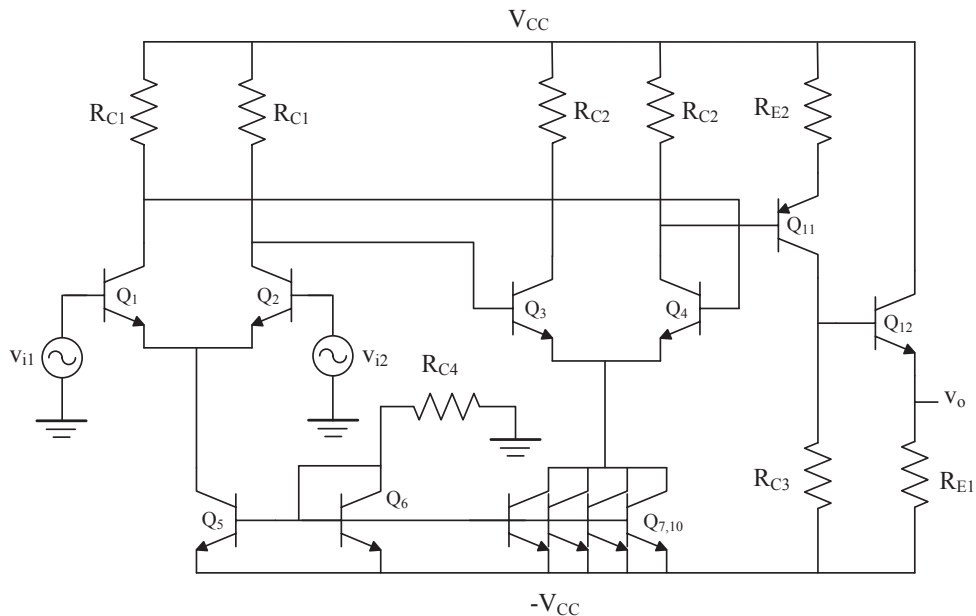 V_CC
R_C1
R_C1
R_C2
R_C2
R_E2
Q_11
Q_1
Q_2
Q_3
Q_4
Q_12
v_i1
v_i2
R_C4
v_o
R_C3
R_E1
Q_5
Q_6
Q_7,10
-V_CC